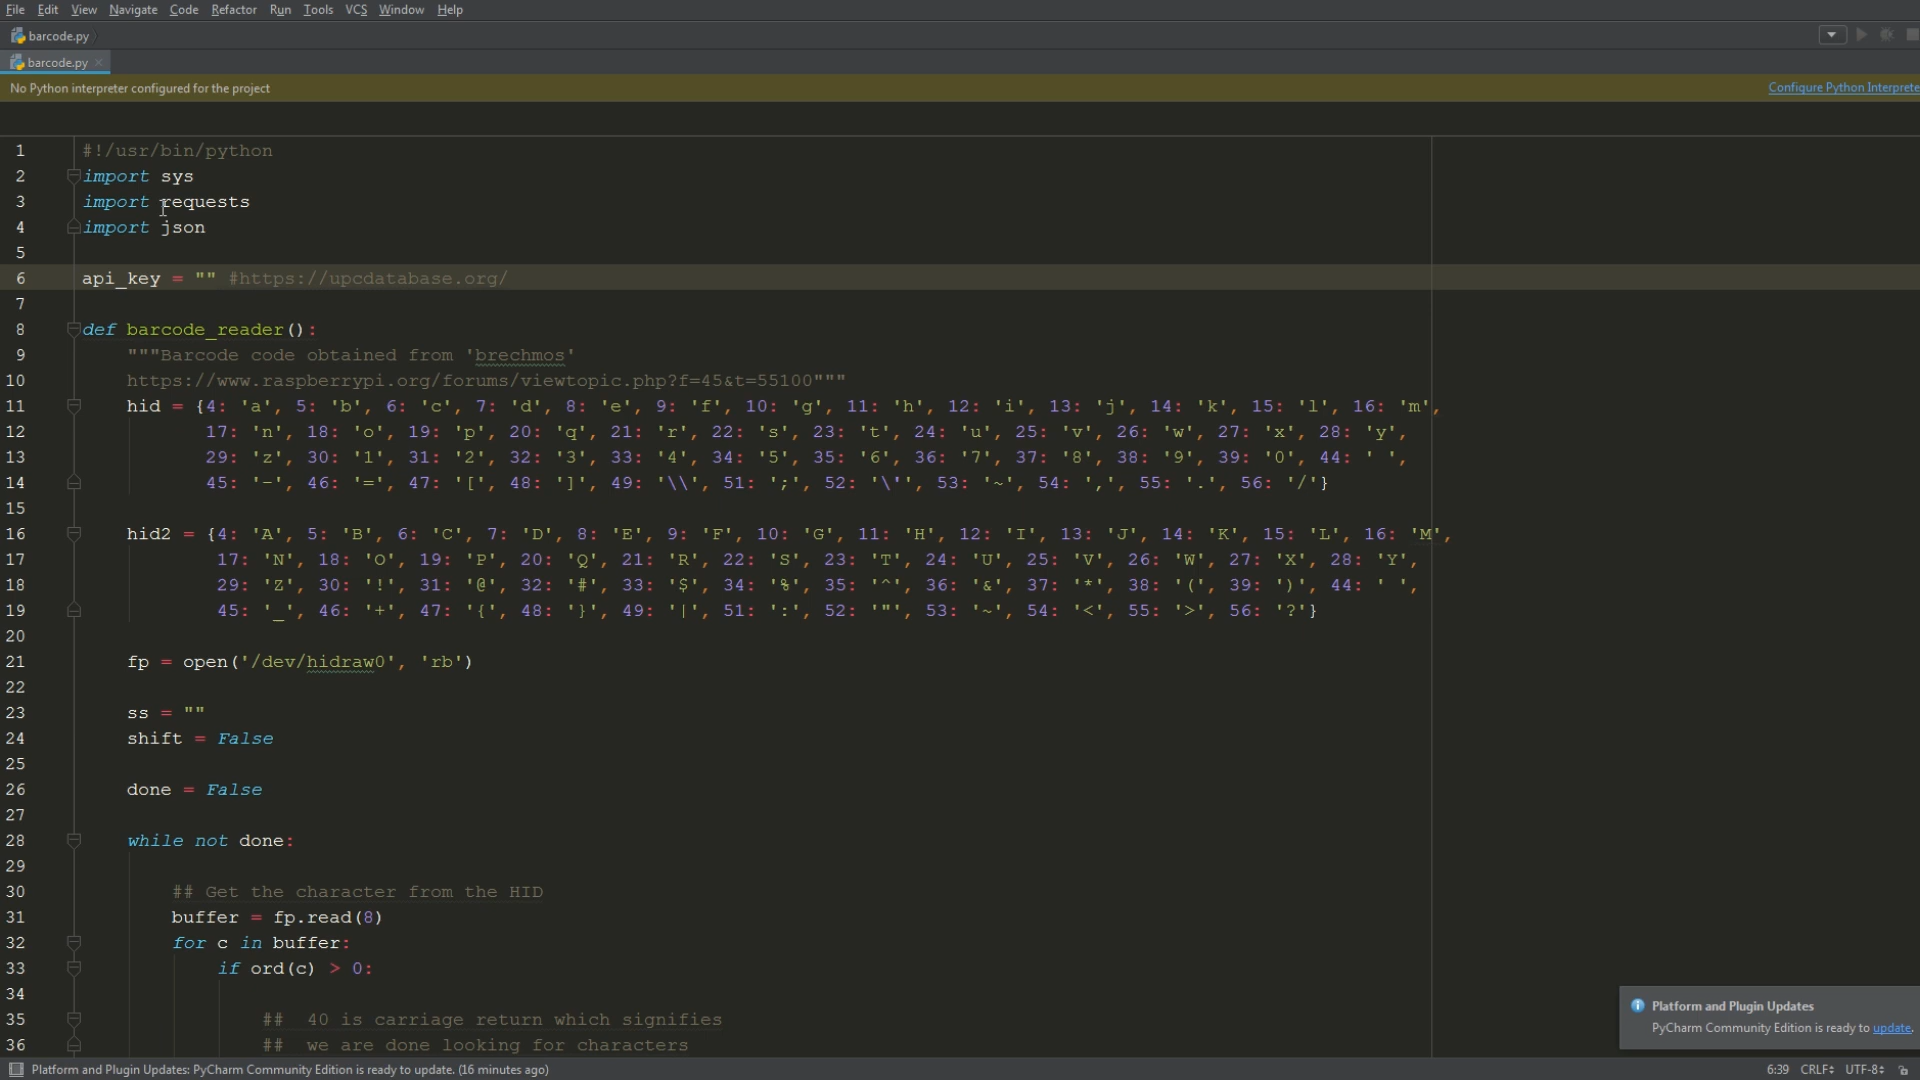 File Edit View Navigate Code Refactor Run Tools VCS Window Help
barcode.py
barcode.py
No Python interpreter configured for the project
Configure Python Interprete
1 #!/usr/bin/python
2 import sys
3 import requests
4 import json
5
6 api_key = "" #https://upcdatabase.org/
7
8 def barcode_reader():
9 """Barcode code obtained from 'brechmos'
10 https://www.raspberrypi.org/forums/viewtopic.php?f=45&t=55100"""
11 hid = {4: 'a', 5: 'b', 6: 'c', 7: 'd', 8: 'e', 9: 'f', 10: 'g', 11: 'h', 12: 'i', 13: 'j', 14: 'k', 15: 'l', 16: 'm',
12 17: 'n', 18: 'o', 19: 'p', 20: 'q', 21: 'r', 22: 's', 23: 't', 24: 'u', 25: 'v', 26: 'w', 27: 'x', 28: 'y',
13 29: 'z', 30: '1', 31: '2', 32: '3', 33: '4', 34: '5', 35: '6', 36: '7', 37: '8', 38: '9', 39: '0', 44: ' ',
14 45: '-', 46: '=', 47: '[', 48: ']', 49: '\\', 51: ';', 52: '\'', 53: '~', 54: ',', 55: '.', 56: '/'}
15
16 hid2 = {4: 'A', 5: 'B', 6: 'C', 7: 'D', 8: 'E', 9: 'F', 10: 'G', 11: 'H', 12: 'I', 13: 'J', 14: 'K', 15: 'L', 16: 'M',
17 17: 'N', 18: 'O', 19: 'P', 20: 'Q', 21: 'R', 22: 'S', 23: 'T', 24: 'U', 25: 'V', 26: 'W', 27: 'X', 28: 'Y',
18 29: 'Z', 30: '!', 31: '@', 32: '#', 33: '$', 34: '%', 35: '^', 36: '&', 37: '*', 38: '(', 39: ')', 44: ' ',
19 45: '_', 46: '+', 47: '{', 48: '}', 49: '|', 51: ':', 52: '"', 53: '~', 54: '<', 55: '>', 56: '?'}
20
21 fp = open('/dev/hidraw0', 'rb')
22
23 ss = ""
24 shift = False
25
26 done = False
27
28 while not done:
29
30 ## Get the character from the HID
31 buffer = fp.read(8)
32 for c in buffer:
33 if ord(c) > 0:
34
35 ## 40 is carriage return which signifies
36 ## we are done looking for characters
Platform and Plugin Updates
PyCharm Community Edition is ready to update.
Platform and Plugin Updates: PyCharm Community Edition is ready to update. (16 minutes ago)
6:39 CRLF UTF-8